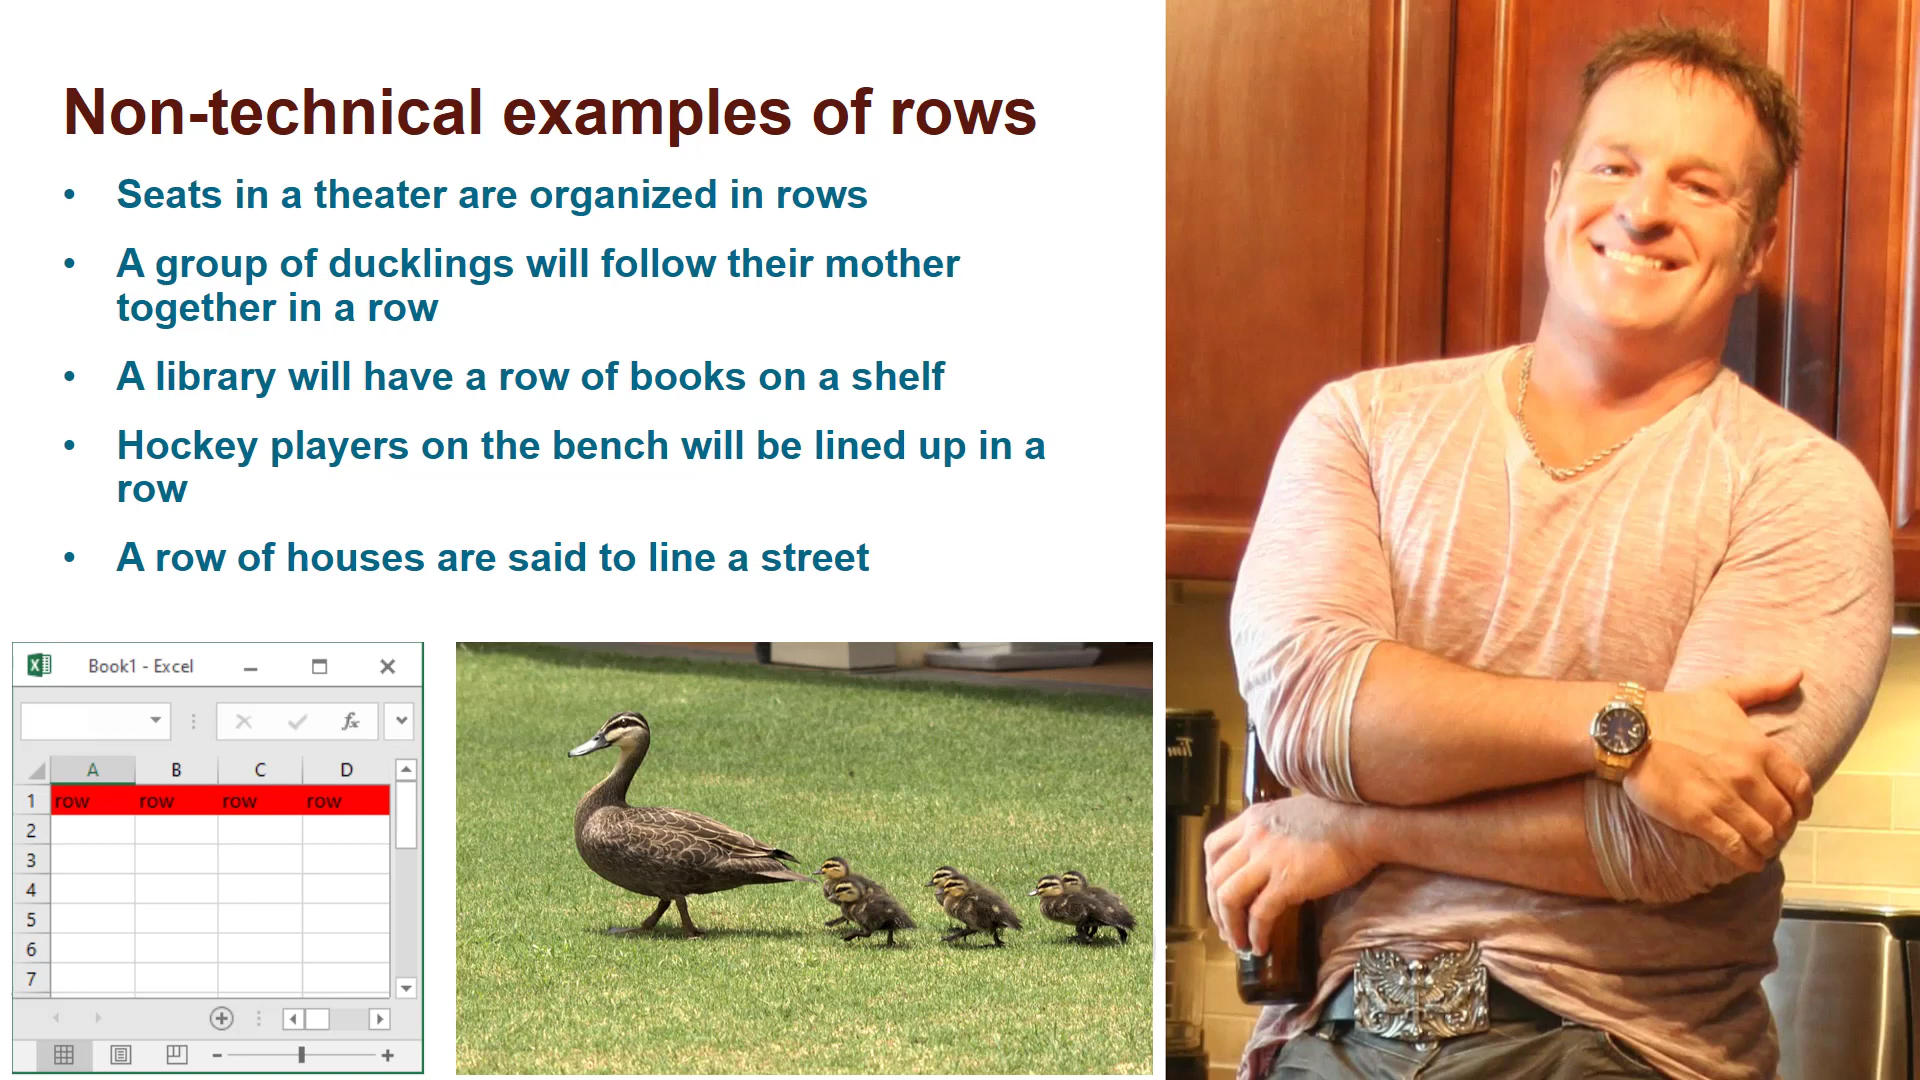 Non-technical examples of rows
• Seats in a theater are organized in rows
• A group of ducklings will follow their mother
together in a row
• A library will have a row of books on a shelf
• Hockey players on the bench will be lined up in a
row
• A row of houses are said to line a street
Book1 - Excel
fx
A B C D
1 row row row row
2
3
4
5
6
7